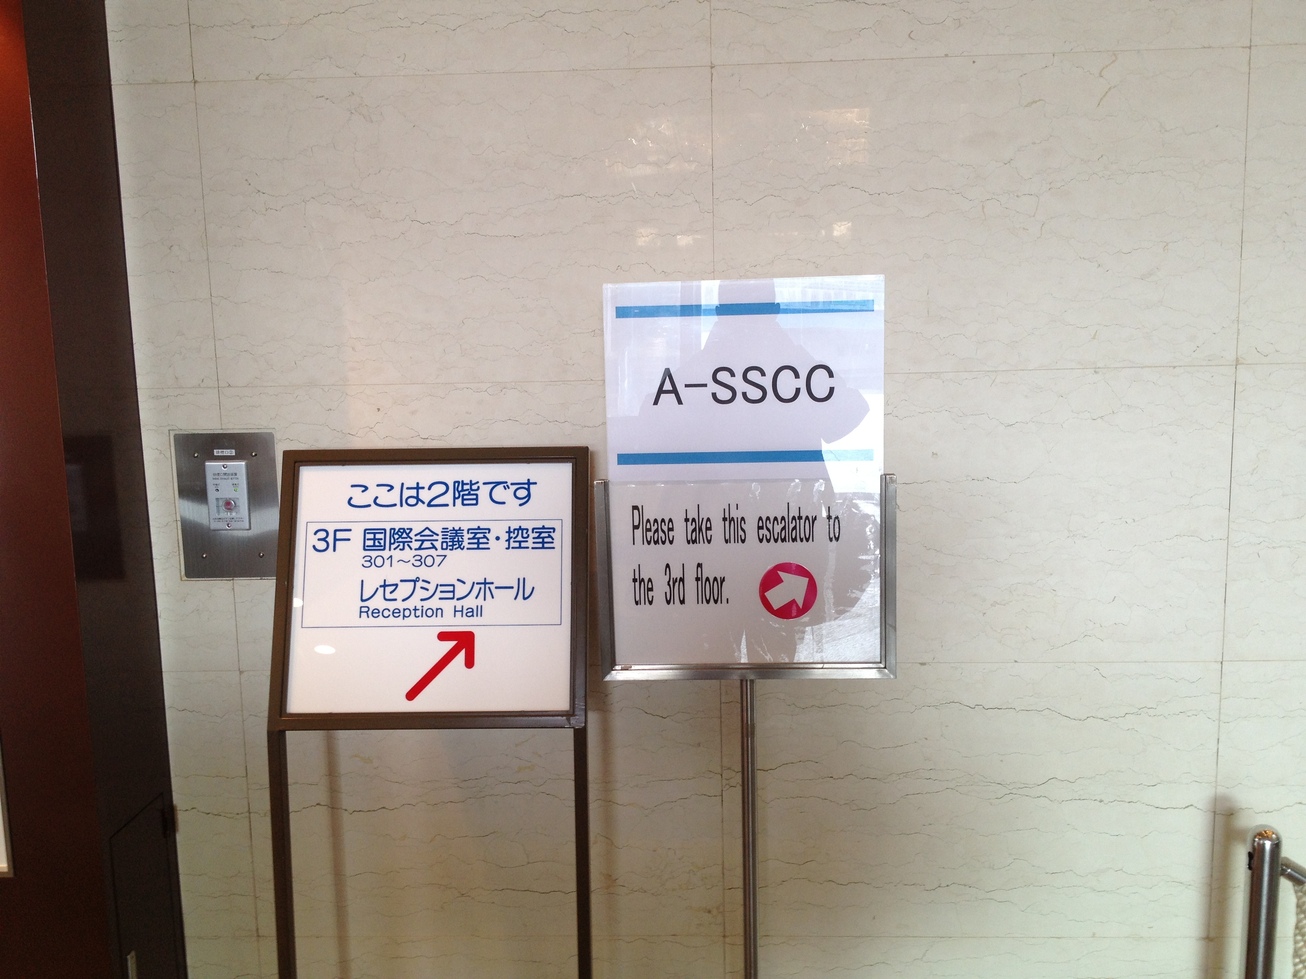 ここは2階です
3F 国際会議室・控室
301～307
レセプションホール
Reception Hall
A-SSCC
Please take this escalator to
the 3rd floor.